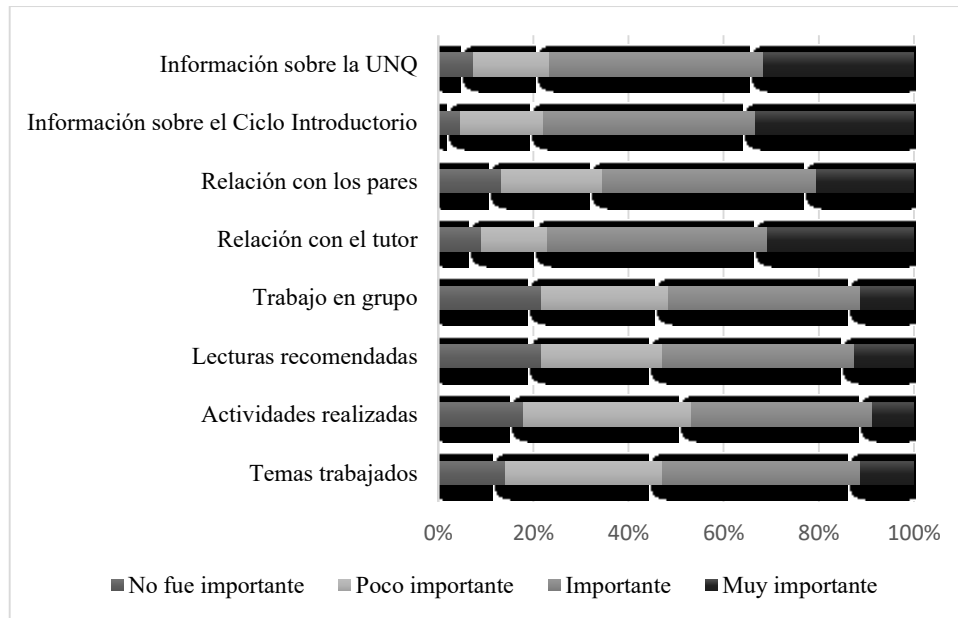 Información sobre la UNQ
Información sobre el Ciclo Introductorio
Relación con los pares
Relación con el tutor
Trabajo en grupo
Lecturas recomendadas
Actividades realizadas
Temas trabajados
0% 20% 40% 60% 80% 100%
No fue importante Poco importante Importante Muy importante